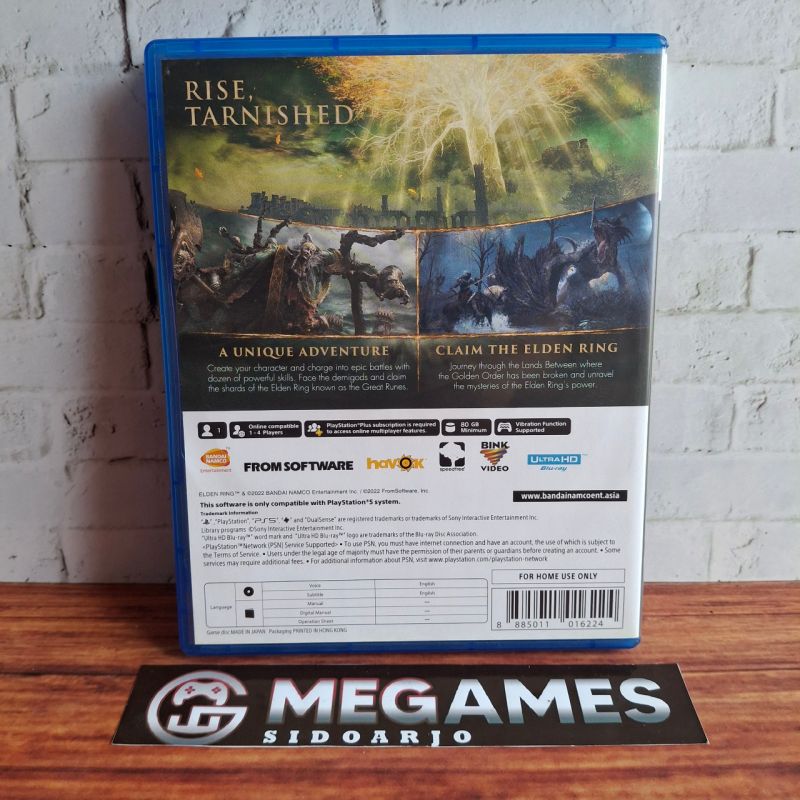 RISE,
TARNISHED
A UNIQUE ADVENTURE
Create your character and charge into epic battles with
dozen of powerful skills. Face the demigods and claim
the shards of the Elden Ring known as the Great Runes.
CLAIM THE ELDEN RING
Journey through the Lands Between where
the Golden Order has been broken and unravel
the mysteries of the Elden Ring's power.
1
Online compatible
1 - 4 Players
PlayStation®Plus subscription is required
to access online multiplayer features.
80 GB
Minimum
Vibration Function
Supported
BANDAI
NAMCO
Entertainment
FROMSOFTWARE
havok
speedtree
BINK
VIDEO
ULTRA HD
Blu-ray
ELDEN RING™ & ©2022 BANDAI NAMCO Entertainment Inc. / ©2022 FromSoftware, Inc.
www.bandainamcoent.asia
This software is only compatible with PlayStation®5 system.
Trademark Information
"PlayStation", "PS5", and "DualSense" are registered trademarks or trademarks of Sony Interactive Entertainment Inc.
Library programs ©Sony Interactive Entertainment Inc.
"Ultra HD Blu-ray™" word mark and "Ultra HD Blu-ray™" logo are trademarks of the Blu-ray Disc Association.
<PlayStation™Network (PSN) Service Supported> • To use PSN, you must have internet connection and have an account, the use of which is subject to
the Terms of Service. • Users under the legal age of majority must have the permission of their parents or guardians before creating an account. • Some
services may require additional fees. • For additional information about PSN, visit www.playstation.com/playstation-network
FOR HOME USE ONLY
Language
Voice English
Subtitle English
Manual —
Digital Manual —
Operation Sheet —
8 885011 016224
Game disc MADE IN JAPAN Packaging PRINTED IN HONG KONG
MEGAMES
SIDOARJO